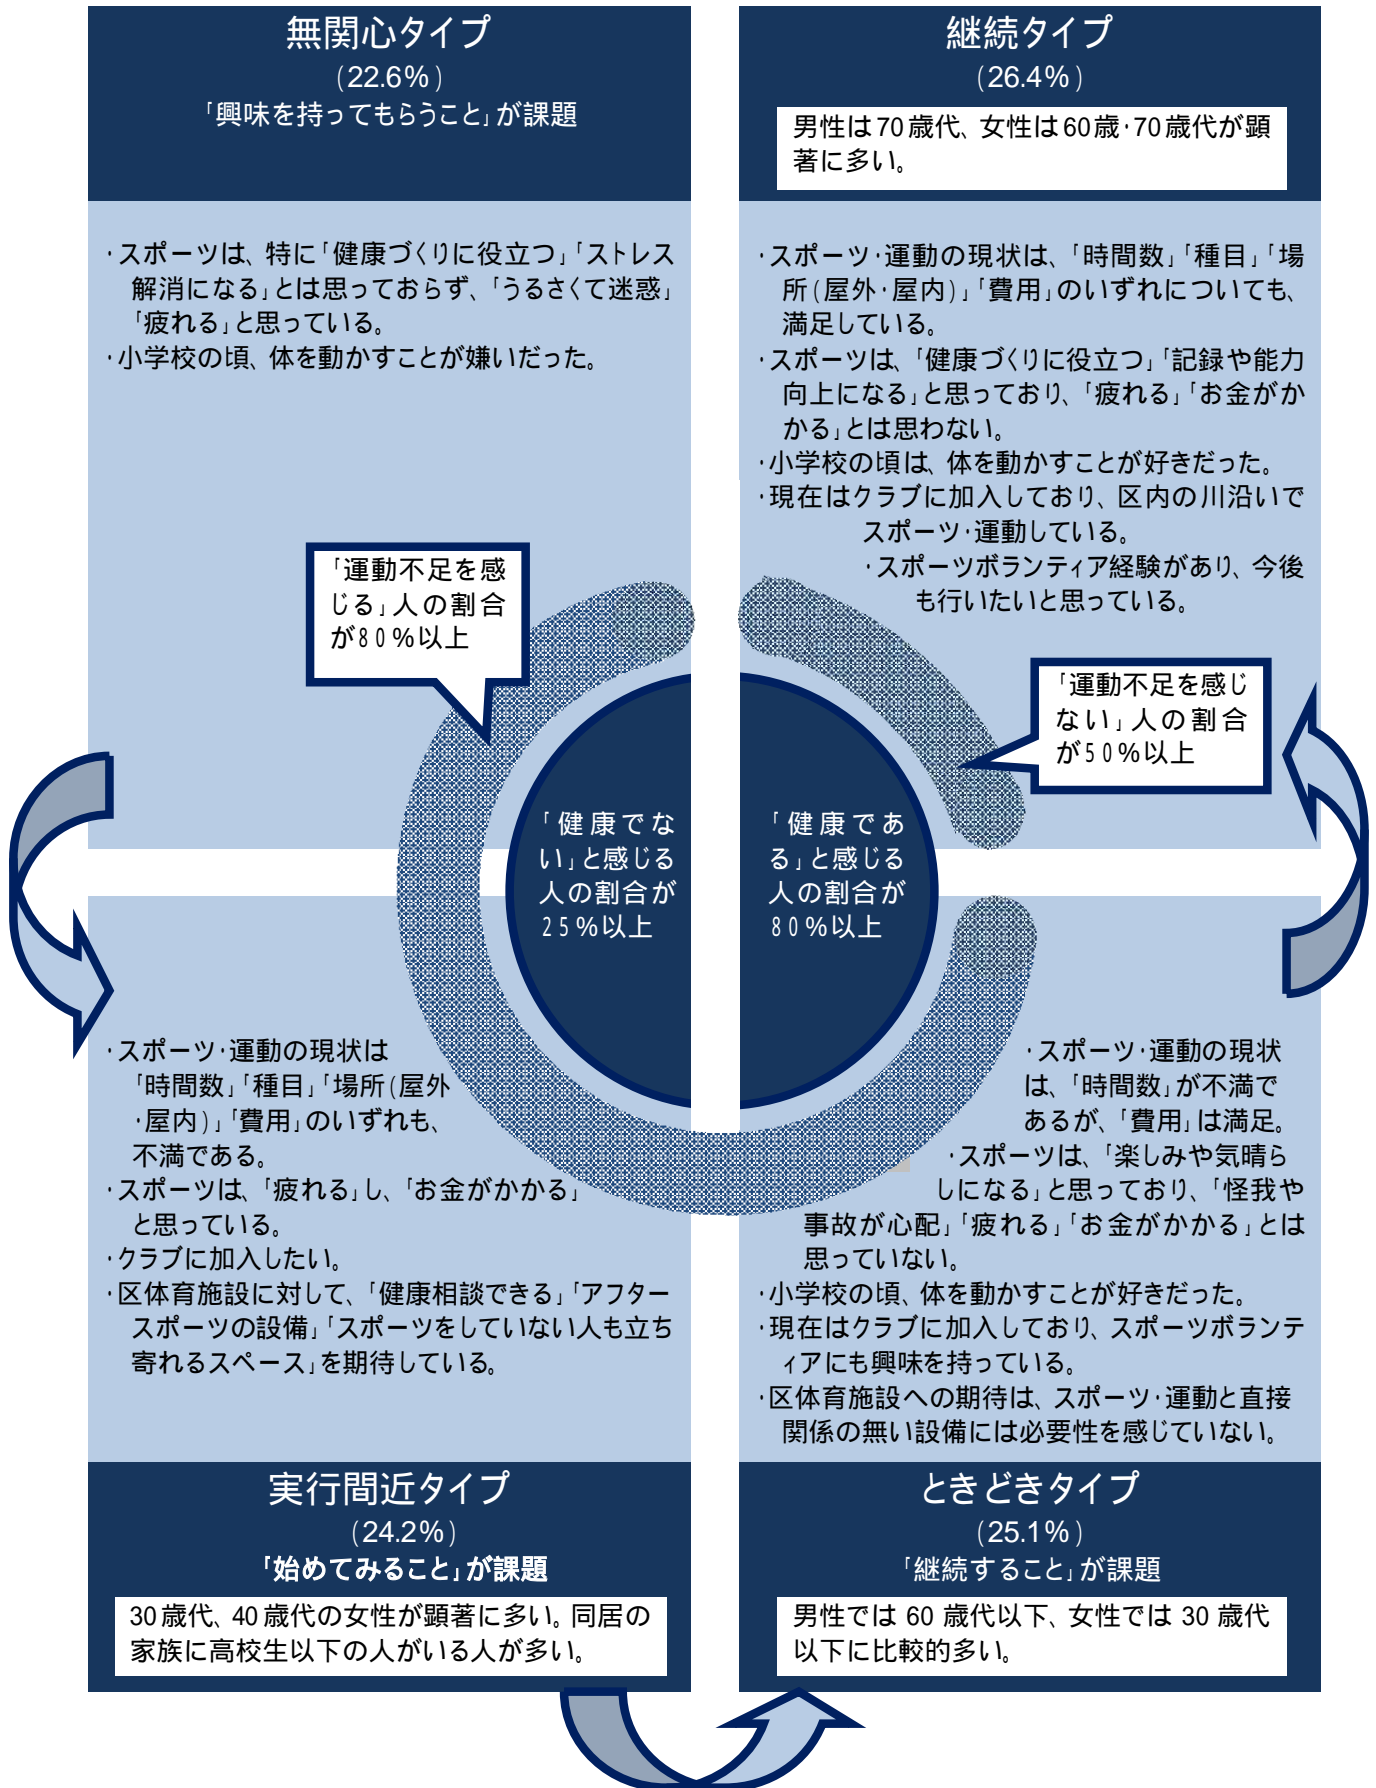 無関心タイプ
（22.6%）
「興味を持ってもらうこと」が課題
・スポーツは、特に「健康づくりに役立つ」「ストレス
解消になる」とは思っておらず、「うるさくて迷惑」
「疲れる」と思っている。
・小学校の頃、体を動かすことが嫌いだった。
「運動不足を感
じる」人の割合
が80%以上
継続タイプ
（26.4%）
男性は70歳代、女性は60歳・70歳代が顕
著に多い。
・スポーツ・運動の現状は、「時間数」「種目」「場
所（屋外・屋内）」「費用」のいずれについても、
満足している。
・スポーツは、「健康づくりに役立つ」「記録や能力
向上になる」と思っており、「疲れる」「お金がか
かる」とは思わない。
・小学校の頃は、体を動かすことが好きだった。
・現在はクラブに加入しており、区内の川沿いで
スポーツ・運動している。
・スポーツボランティア経験があり、今後
も行いたいと思っている。
「運動不足を感じ
ない」人の割合
が50%以上
「健康でな
い」と感じる
人の割合が
25%以上
「健康であ
る」と感じる
人の割合が
80%以上
・スポーツ・運動の現状は
「時間数」「種目」「場所（屋外
・屋内）」「費用」のいずれも、
不満である。
・スポーツは、「疲れる」し、「お金がかかる」
と思っている。
・クラブに加入したい。
・区体育施設に対して、「健康相談できる」「アフター
スポーツの設備」「スポーツをしていない人も立ち
寄れるスペース」を期待している。
実行間近タイプ
（24.2%）
「始めてみること」が課題
30歳代、40歳代の女性が顕著に多い。同居の
家族に高校生以下の人がいる人が多い。
・スポーツ・運動の現状
は、「時間数」が不満で
あるが、「費用」は満足。
・スポーツは、「楽しみや気晴ら
しになる」と思っており、「怪我や
事故が心配」「疲れる」「お金がかかる」とは
思っていない。
・小学校の頃、体を動かすことが好きだった。
・現在はクラブに加入しており、スポーツボランテ
ィアにも興味を持っている。
・区体育施設への期待は、スポーツ・運動と直接
関係の無い設備には必要性を感じていない。
ときどきタイプ
（25.1%）
「継続すること」が課題
男性では 60 歳代以下、女性では 30 歳代
以下に比較的多い。